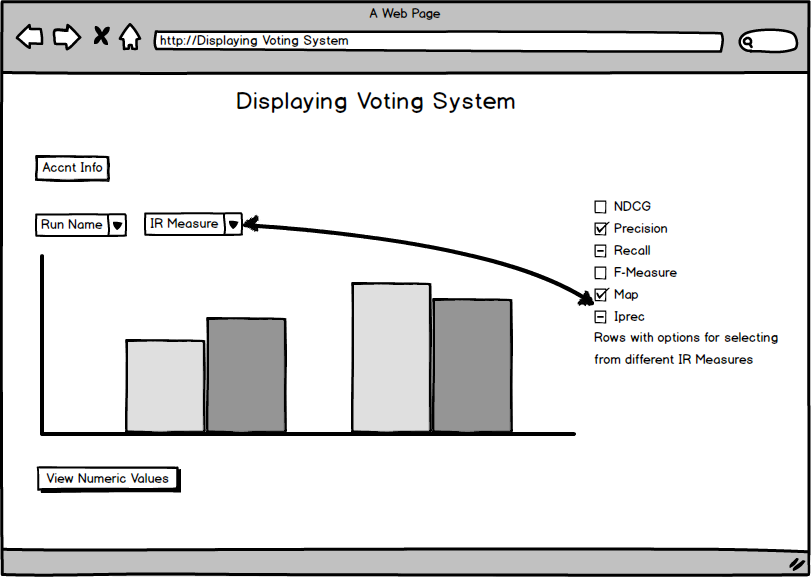 A Web Page
http://Displaying Voting System
Displaying Voting System
Accnt Info
Run Name
IR Measure
NDCG
Precision
Recall
F-Measure
Map
Iprec
Rows with options for selecting
from different IR Measures
View Numeric Values